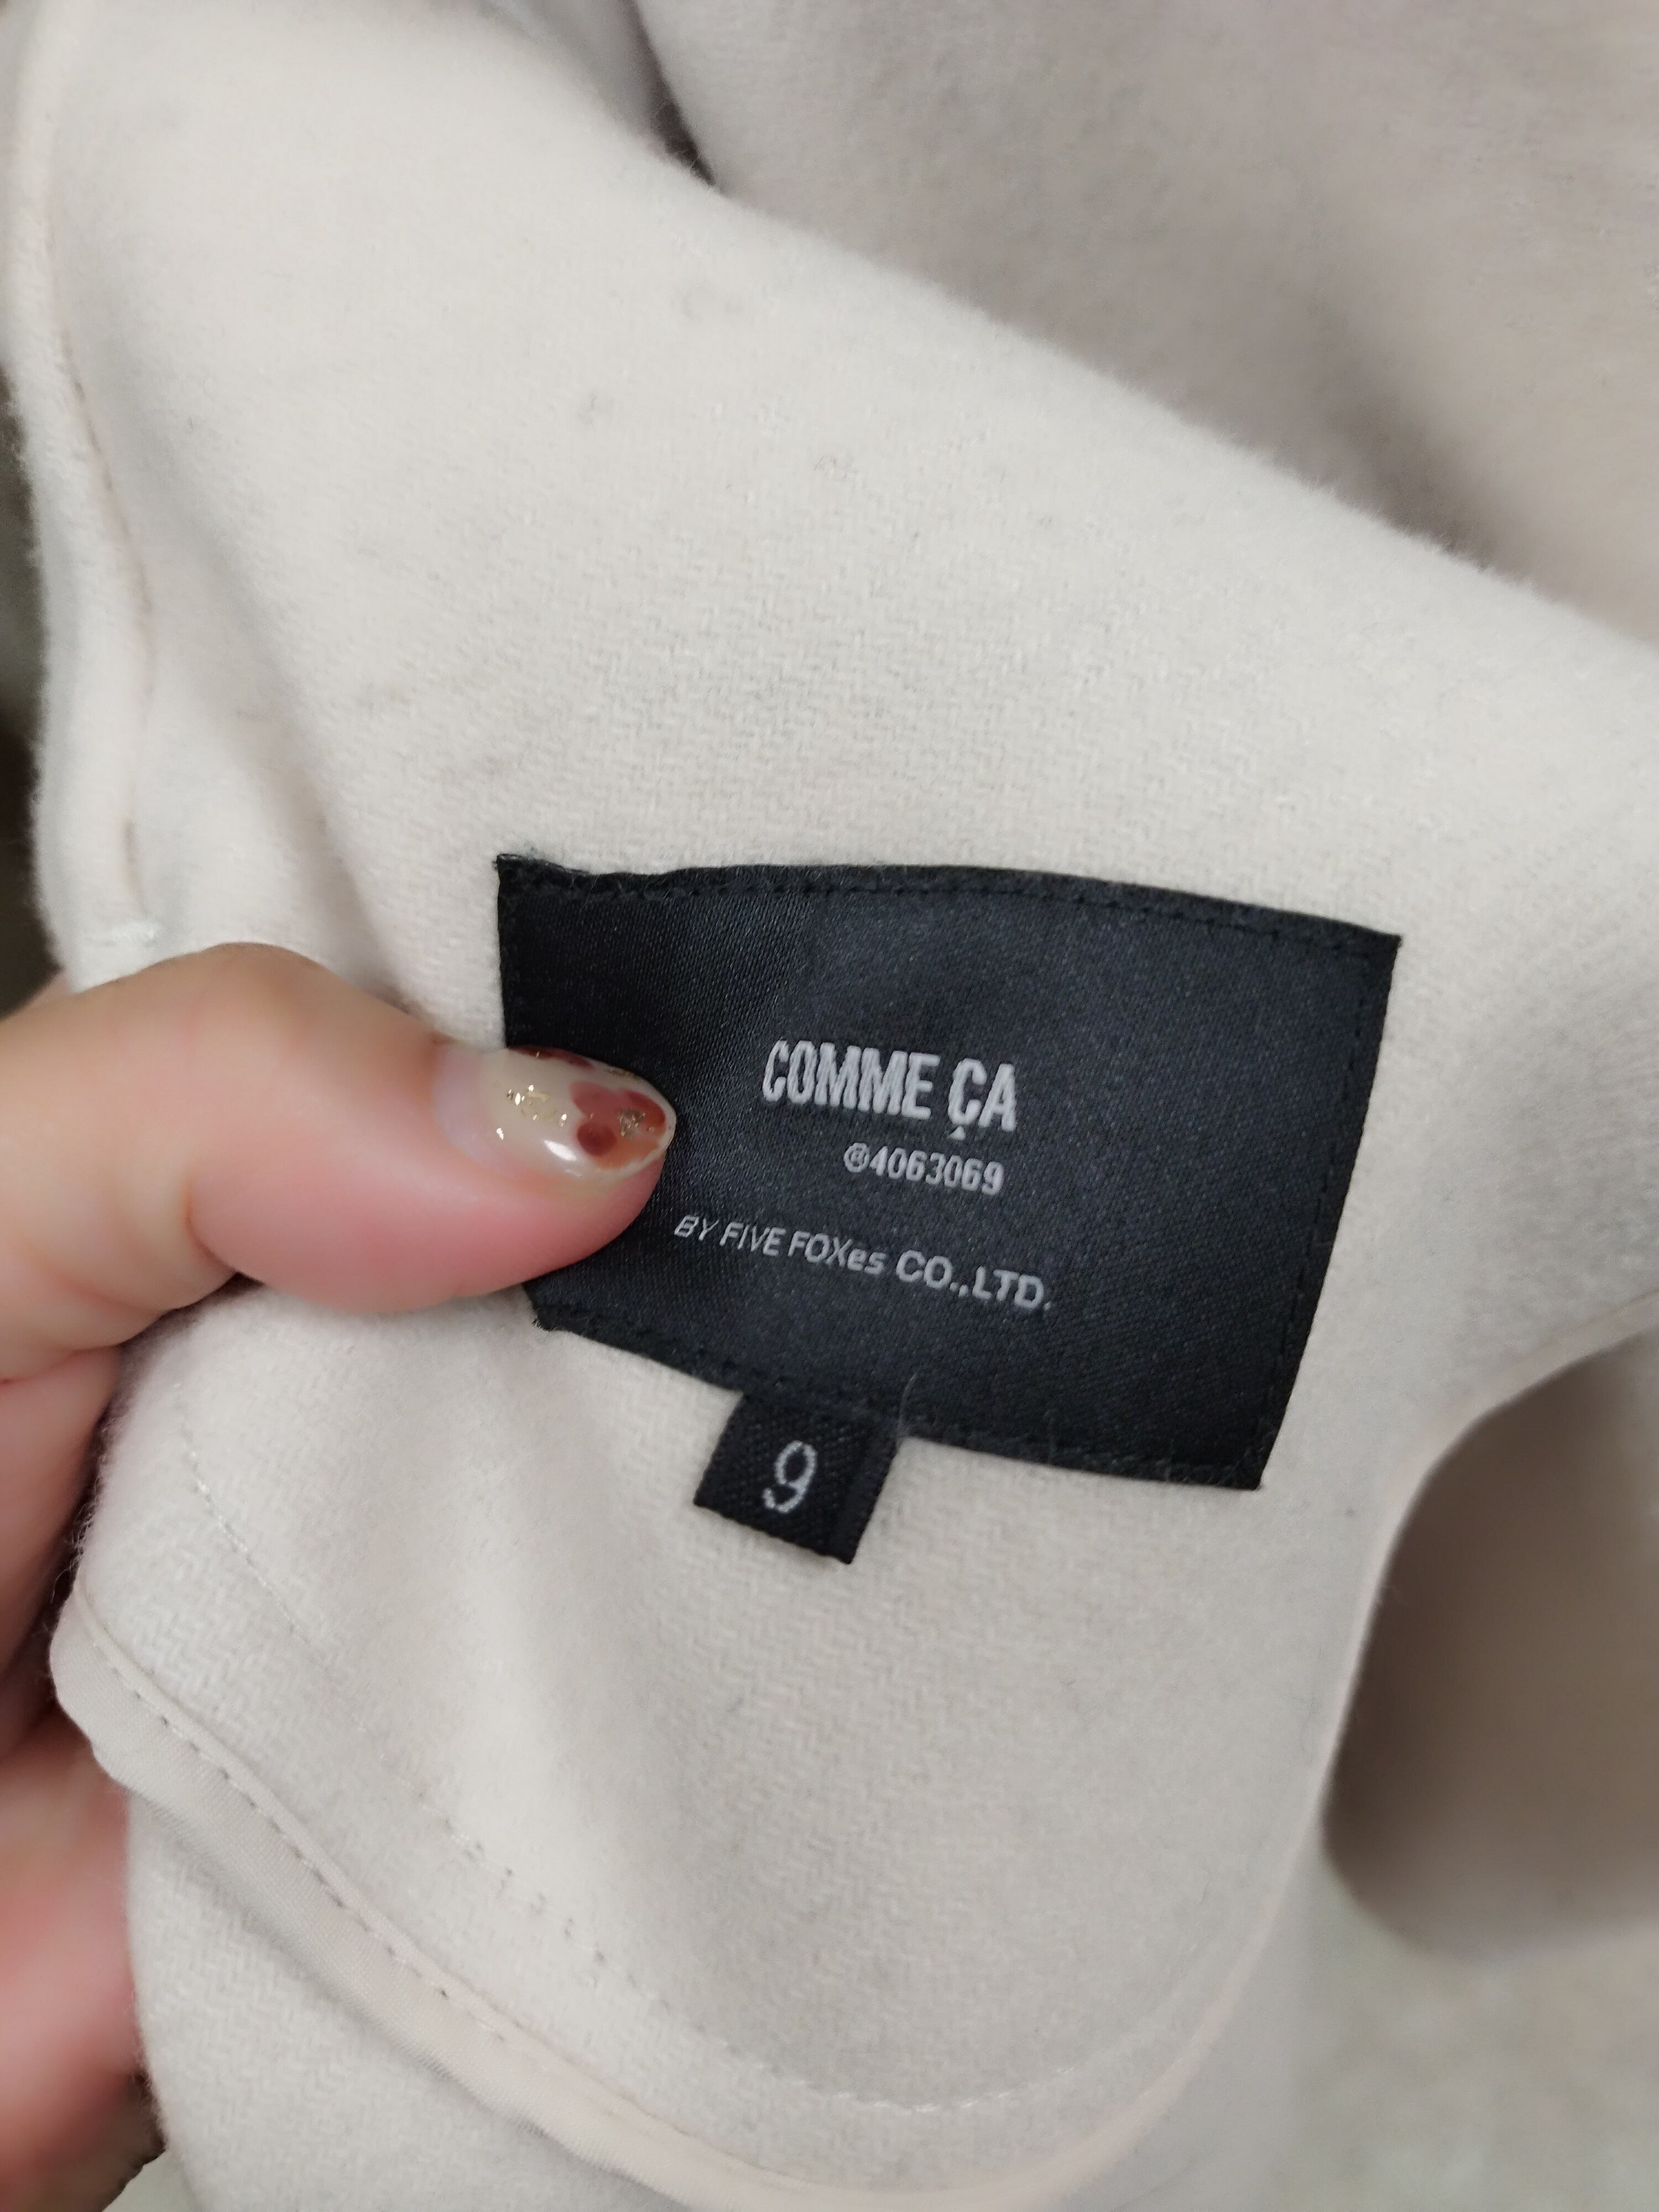 COMME ÇA
®4063069
BY FIVE FOXes CO.,LTD.
9